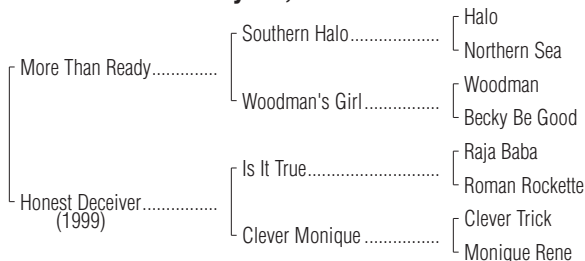 Halo
Southern Halo...................
Northern Sea
More Than Ready..............
Woodman
Woodman's Girl................
Becky Be Good
Raja Baba
Is It True...........................
Roman Rockette
Honest Deceiver................
(1999)
Clever Trick
Clever Monique ................
Monique Rene